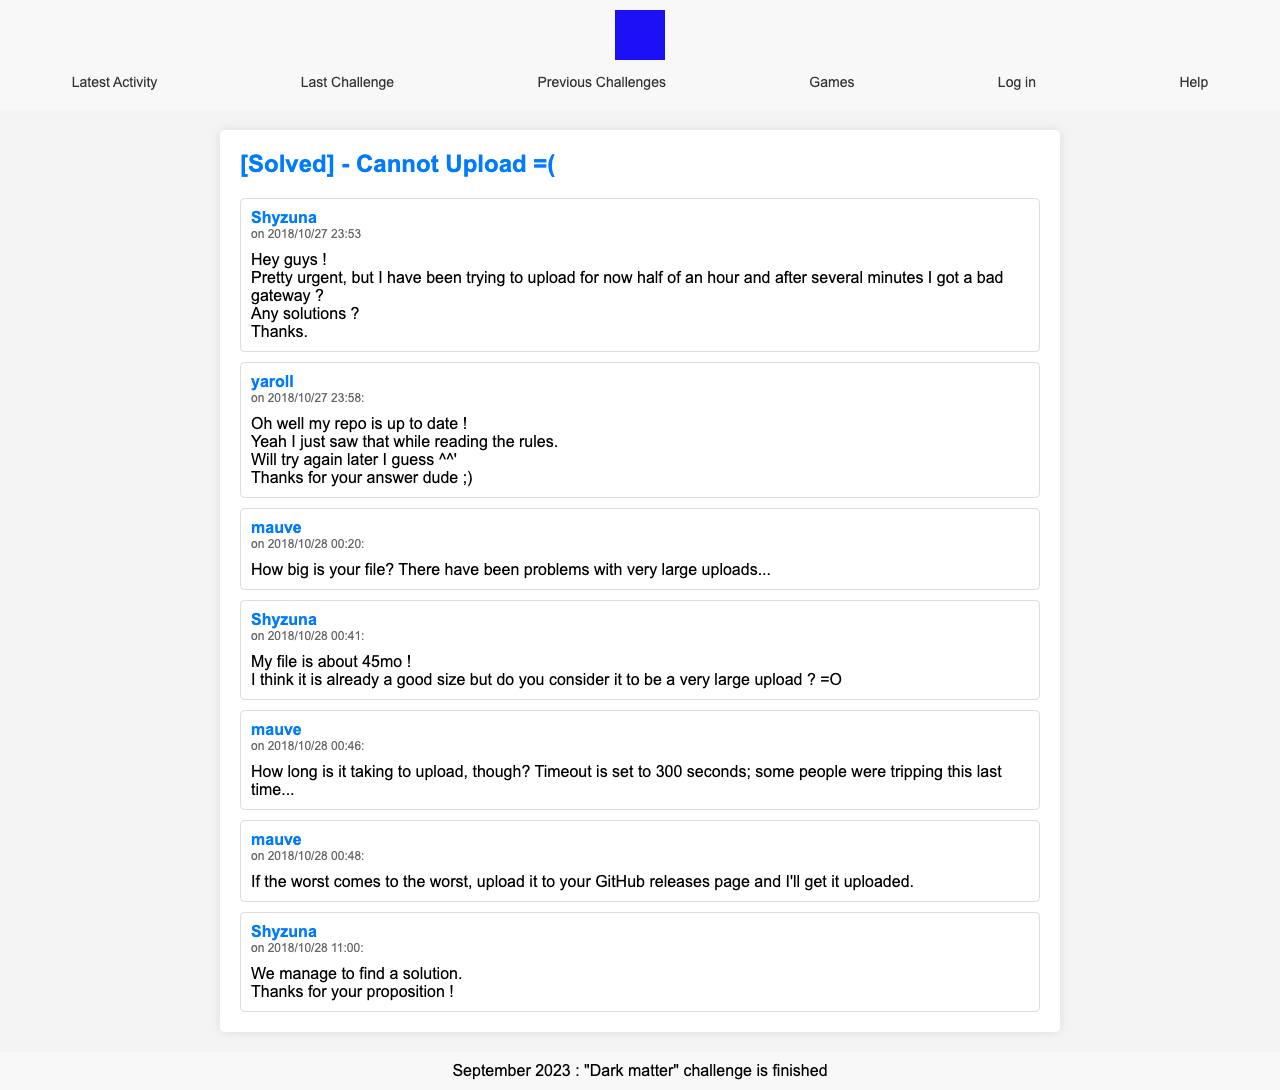 Latest Activity
Last Challenge
Previous Challenges
Games
Log in
Help
[Solved] - Cannot Upload =(
Shyzuna
on 2018/10/27 23:53
Hey guys !
Pretty urgent, but I have been trying to upload for now half of an hour and after several minutes I got a bad
gateway ?
Any solutions ?
Thanks.
yaroll
on 2018/10/27 23:58:
Oh well my repo is up to date !
Yeah I just saw that while reading the rules.
Will try again later I guess ^^'
Thanks for your answer dude ;)
mauve
on 2018/10/28 00:20:
How big is your file? There have been problems with very large uploads...
Shyzuna
on 2018/10/28 00:41:
My file is about 45mo !
I think it is already a good size but do you consider it to be a very large upload ? =O
mauve
on 2018/10/28 00:46:
How long is it taking to upload, though? Timeout is set to 300 seconds; some people were tripping this last
time...
mauve
on 2018/10/28 00:48:
If the worst comes to the worst, upload it to your GitHub releases page and I'll get it uploaded.
Shyzuna
on 2018/10/28 11:00:
We manage to find a solution.
Thanks for your proposition !
September 2023 : "Dark matter" challenge is finished